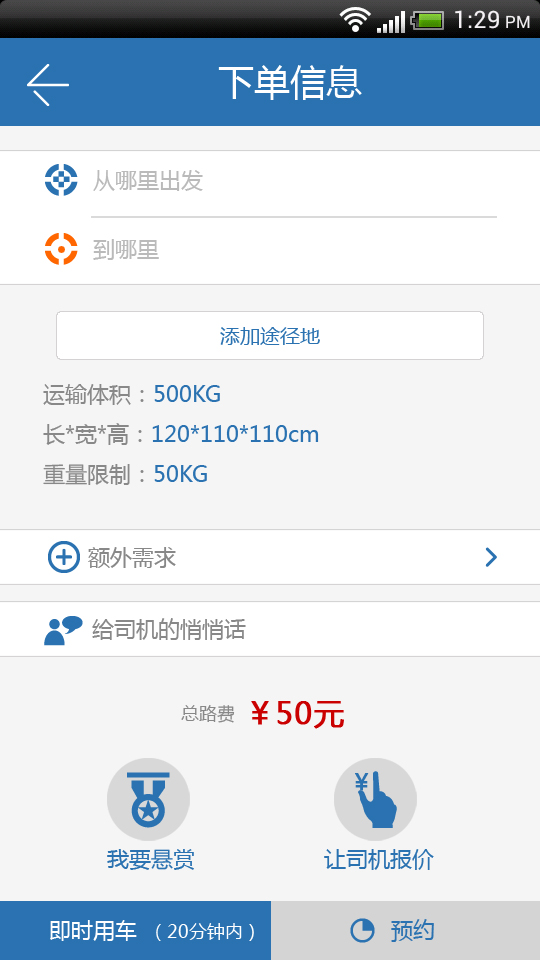 1:29 PM
下单信息
从哪里出发
到哪里
添加途径地
运输体积：500KG
长*宽*高：120*110*110cm
重量限制：50KG
额外需求
给司机的悄悄话
总路费 ¥50元
¥
我要悬赏 让司机报价
即时用车 （20分钟内） 预约